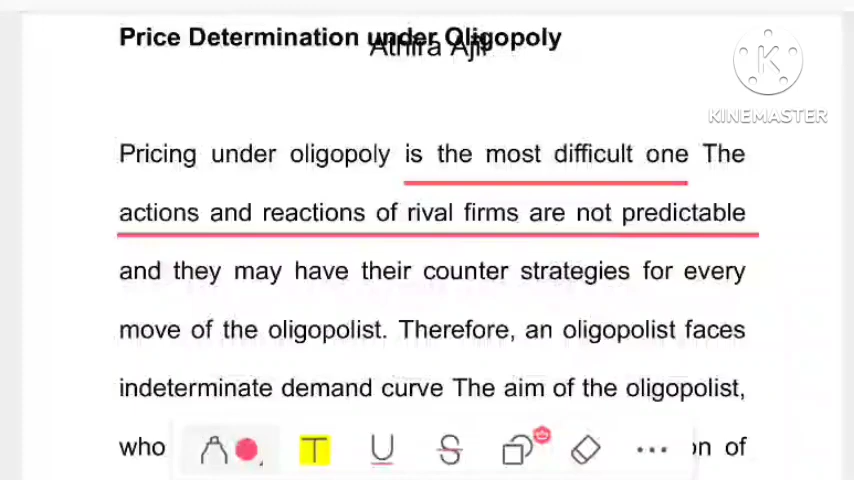 Price Determination under Oligopoly
Athira Ajil
KINEMASTER
Pricing under oligopoly is the most difficult one The
actions and reactions of rival firms are not predictable
and they may have their counter strategies for every
move of the oligopolist. Therefore, an oligopolist faces
indeterminate demand curve The aim of the oligopolist,
who of
T U S